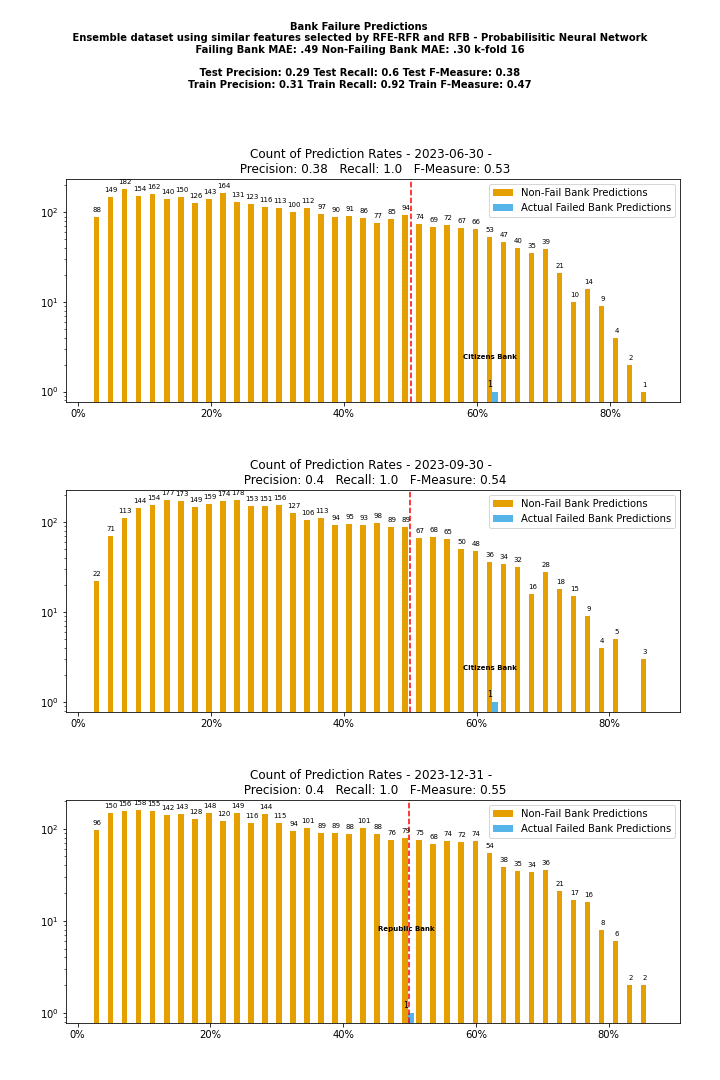 Bank Failure Predictions
Ensemble dataset using similar features selected by RFE-RFR and RFB - Probabilisitic Neural Network
Failing Bank MAE: .49 Non-Failing Bank MAE: .30 k-fold 16
Test Precision: 0.29 Test Recall: 0.6 Test F-Measure: 0.38
Train Precision: 0.31 Train Recall: 0.92 Train F-Measure: 0.47
Count of Prediction Rates - 2023-06-30 -
Precision: 0.38 Recall: 1.0 F-Measure: 0.53
Non-Fail Bank Predictions
Actual Failed Bank Predictions
88 149 182 154 162 140 150 126 143 164 131 123 116 113 100 112 97 90 91 86 77 85 94 74 69 72 67 66 53 47 40 35 39 21 10 14 9 4 2 1
Citizens Bank
1
10² 10¹ 10⁰
0% 20% 40% 60% 80%
Count of Prediction Rates - 2023-09-30 -
Precision: 0.4 Recall: 1.0 F-Measure: 0.54
Non-Fail Bank Predictions
Actual Failed Bank Predictions
22 71 113 144 154 177 173 149 159 174 178 153 151 156 127 106 113 94 95 93 98 89 89 67 68 65 50 48 36 34 32 16 28 18 15 9 4 5 3
Citizens Bank
1
10² 10¹ 10⁰
0% 20% 40% 60% 80%
Count of Prediction Rates - 2023-12-31 -
Precision: 0.4 Recall: 1.0 F-Measure: 0.55
Non-Fail Bank Predictions
Actual Failed Bank Predictions
96 150 156 158 155 142 143 128 148 120 149 116 144 115 94 101 89 89 88 101 88 76 79 75 68 74 72 74 54 38 35 34 36 21 17 16 8 6 2 2
Republic Bank
1
10² 10¹ 10⁰
0% 20% 40% 60% 80%